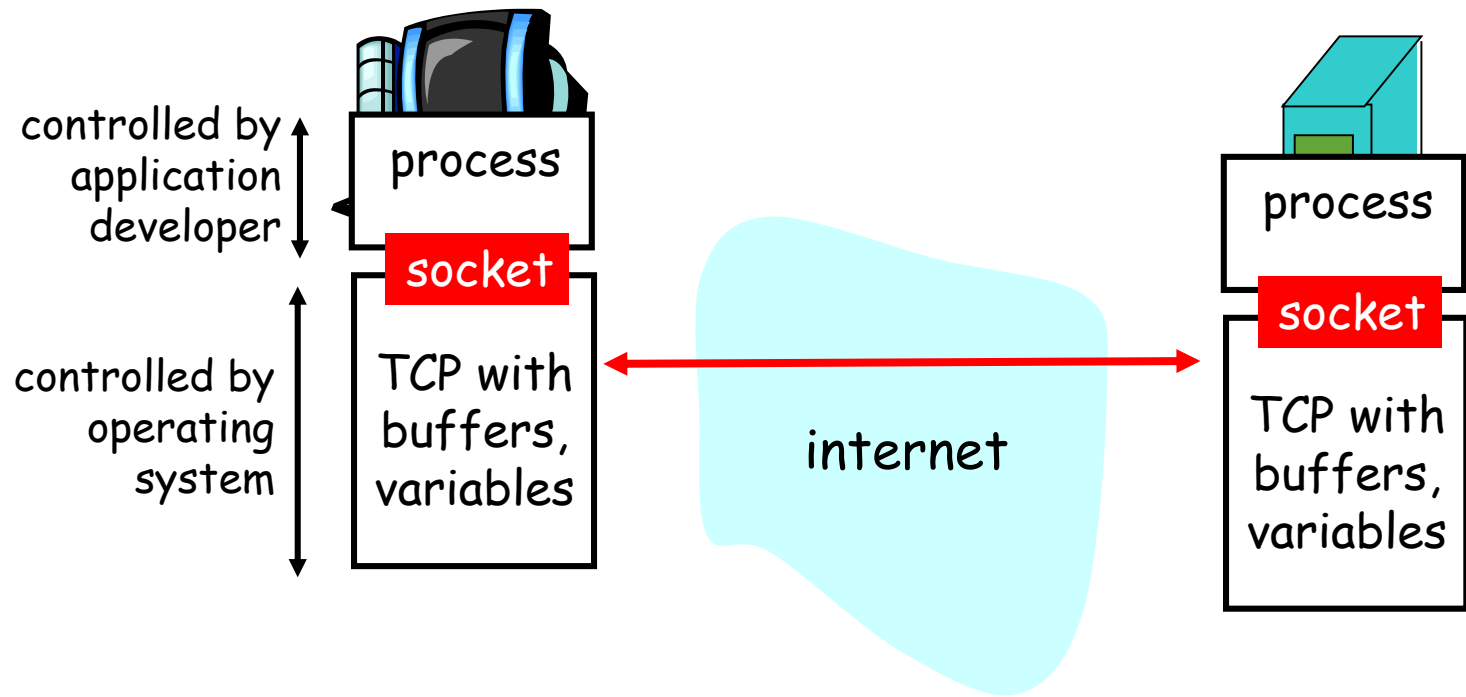 controlled by
application
developer
process
socket
controlled by
operating
system
TCP with
buffers,
variables
internet
process
socket
TCP with
buffers,
variables